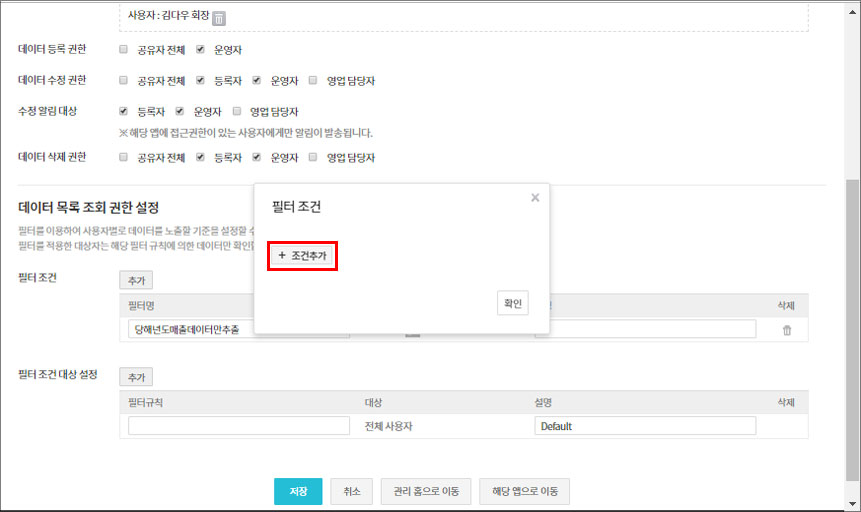 사용자 : 김다우 회장
데이터 등록 권한 공유자 전체 운영자
데이터 수정 권한 공유자 전체 등록자 운영자 영업 담당자
수정 알림 대상 등록자 운영자 영업 담당자
※ 해당 앱에 접근권한이 있는 사용자에게만 알림이 발송됩니다.
데이터 삭제 권한 공유자 전체 등록자 운영자 영업 담당자
데이터 목록 조회 권한 설정
필터를 이용하여 사용자별로 데이터를 노출할 기준을 설정할
필터를 적용한 대상자는 해당 필터 규칙에 의한 데이터만
필터 조건
+ 조건추가
확인
필터 조건 추가
필터명 삭제
당해년도매출데이터만추출
필터 조건 대상 설정 추가
필터규칙 대상 설명 삭제
전체 사용자 Default
저장 취소 관리 홈으로 이동 해당 앱으로 이동